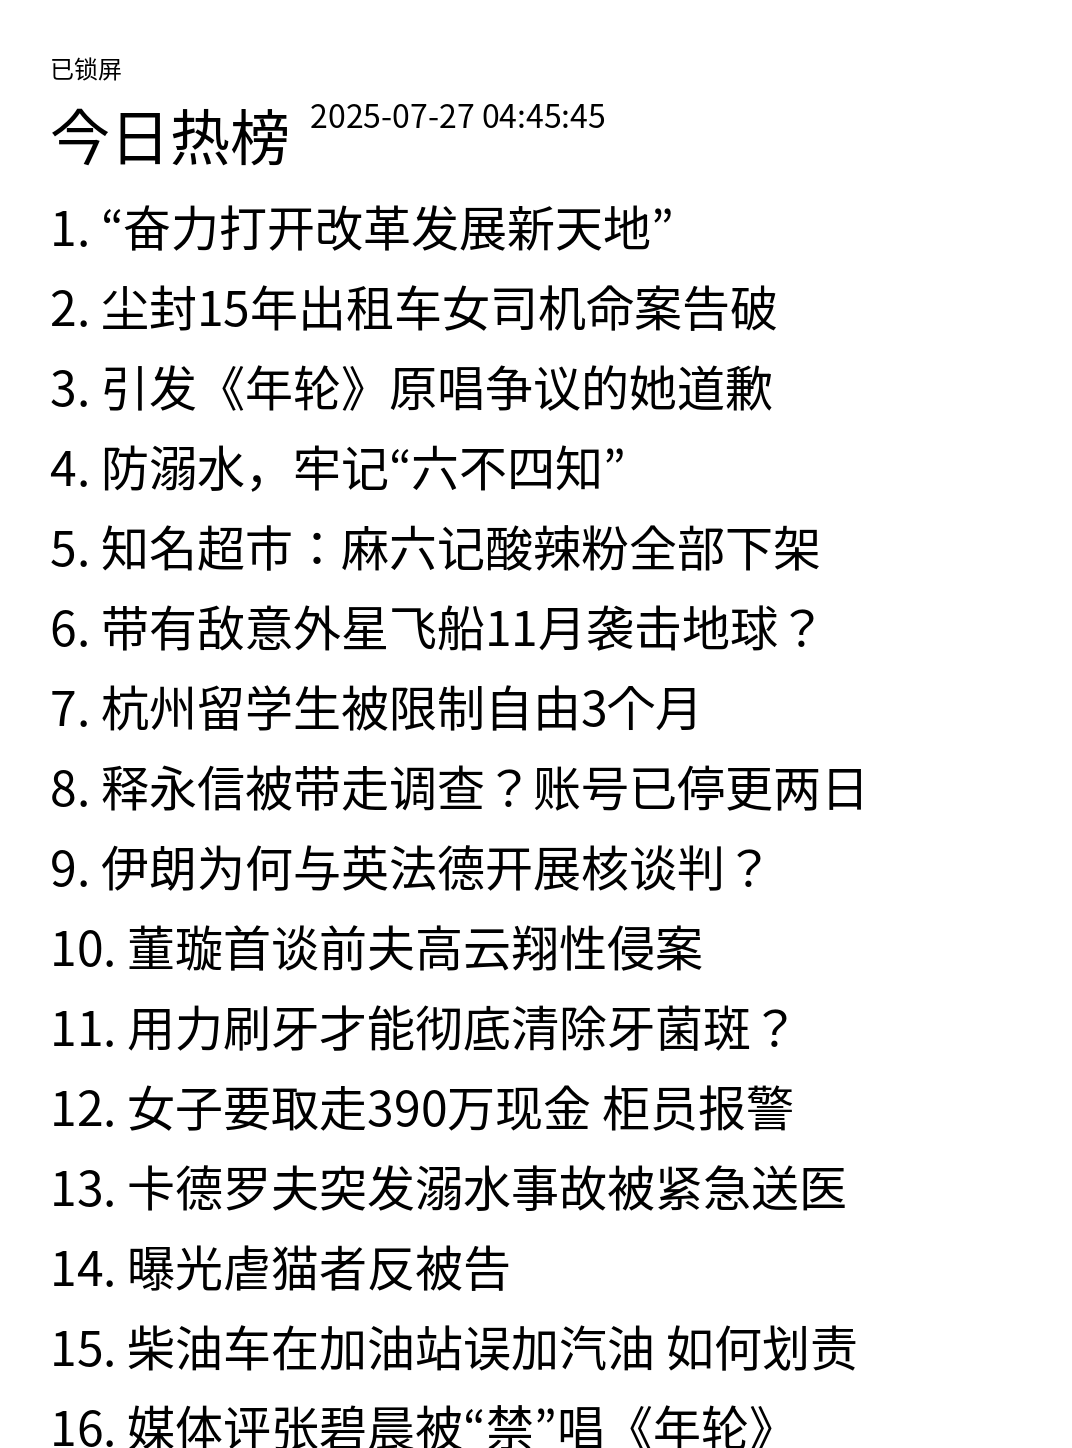 已锁屏
今日热榜 2025-07-27 04:45:45
1. “奋力打开改革发展新天地”
2. 尘封15年出租车女司机命案告破
3. 引发《年轮》原唱争议的她道歉
4. 防溺水，牢记“六不四知”
5. 知名超市：麻六记酸辣粉全部下架
6. 带有敌意外星飞船11月袭击地球？
7. 杭州留学生被限制自由3个月
8. 释永信被带走调查？账号已停更两日
9. 伊朗为何与英法德开展核谈判？
10. 董璇首谈前夫高云翔性侵案
11. 用力刷牙才能彻底清除牙菌斑？
12. 女子要取走390万现金 柜员报警
13. 卡德罗夫突发溺水事故被紧急送医
14. 曝光虐猫者反被告
15. 柴油车在加油站误加汽油 如何划责
16. 媒体评张碧晨被“禁”唱《年轮》